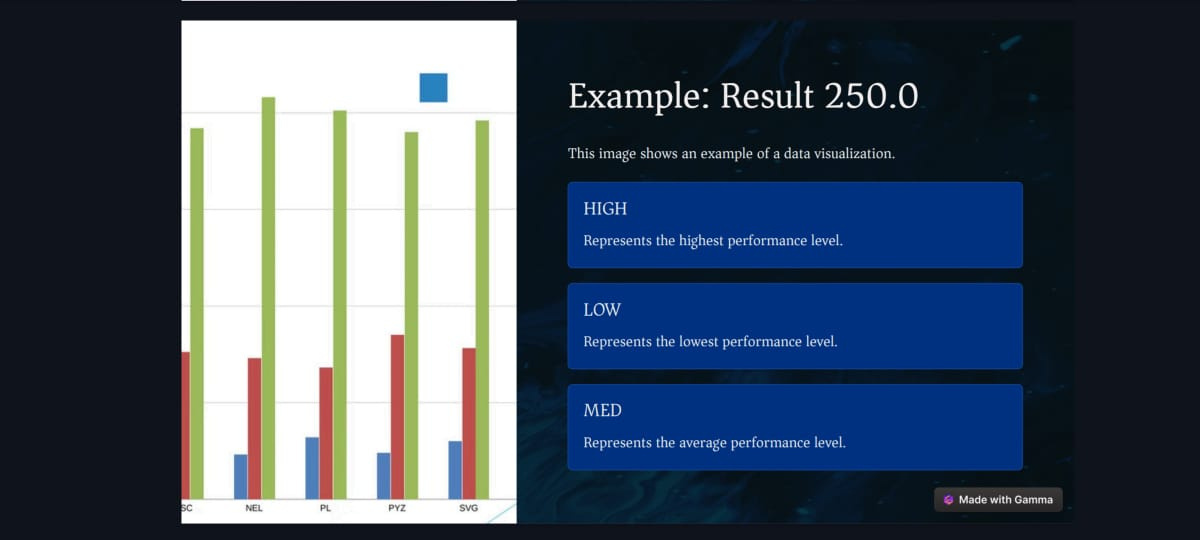 Example: Result 250.0
This image shows an example of a data visualization.
HIGH
Represents the highest performance level.
LOW
Represents the lowest performance level.
MED
Represents the average performance level.
SC NEL PL PYZ SVG
Made with Gamma